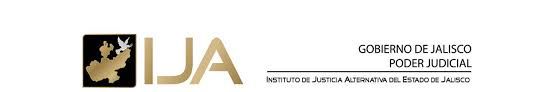 IJA
GOBIERNO DE JALISCO
PODER JUDICIAL
INSTITUTO DE JUSTICIA ALTERNATIVA DEL ESTADO DE JALISCO